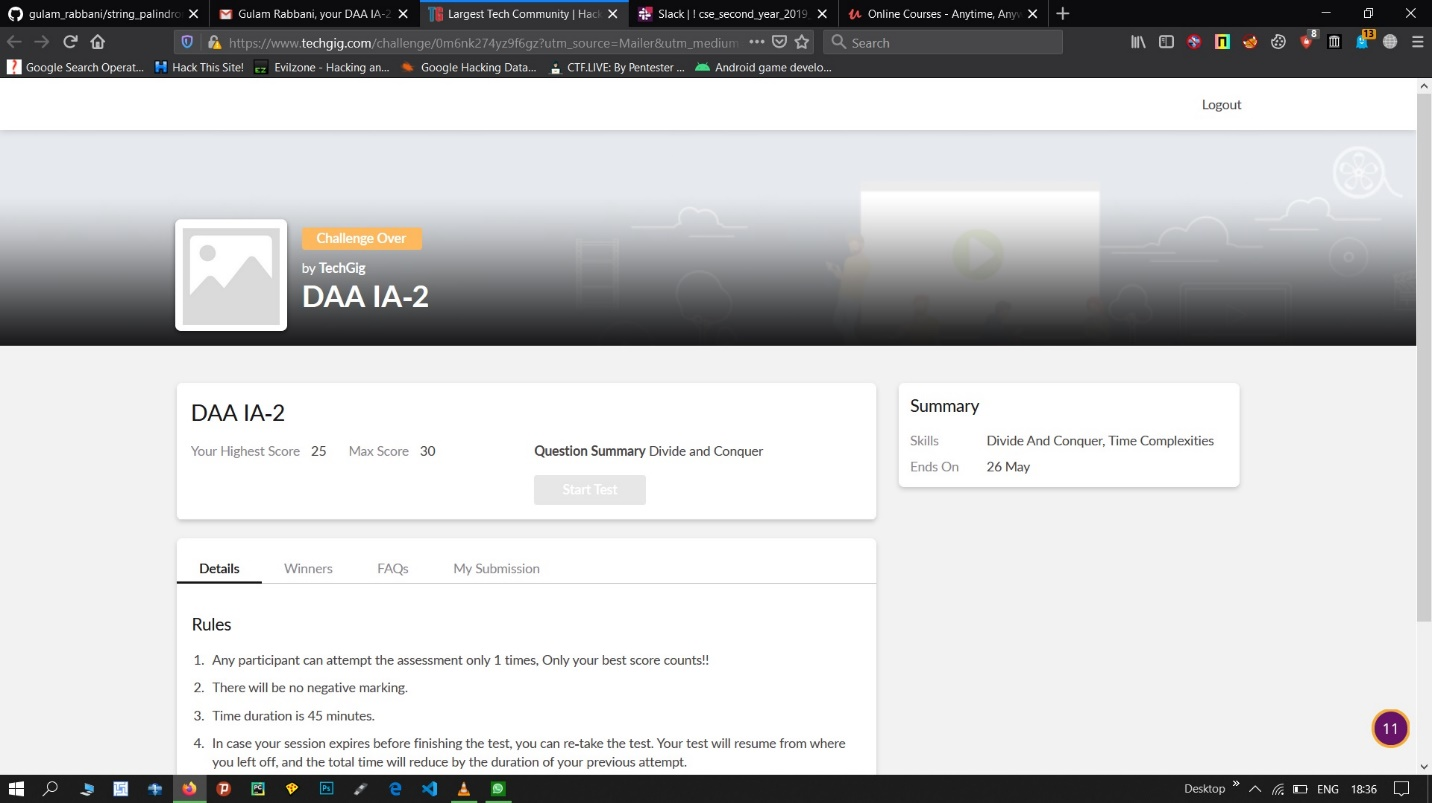 gulam_rabbani/string_palindro
Gulam Rabbani, your DAA IA-2
Largest Tech Community | Hack
Slack | ! cse_second_year_2019
Online Courses - Anytime, Anyw
https://www.techgig.com/challenge/0m6nk274yz9f6gz?utm_source=Mailer&utm_medium
Search
8
13
Google Search Operat...
Hack This Site!
Evilzone - Hacking an...
Google Hacking Data...
CTF.LIVE: By Pentester ...
Android game develo...
Logout
Challenge Over
by TechGig
DAA IA-2
DAA IA-2
Your Highest Score 25 Max Score 30
Question Summary Divide and Conquer
Start Test
Summary
Skills Divide And Conquer, Time Complexities
Ends On 26 May
Details Winners FAQs My Submission
Rules
1. Any participant can attempt the assessment only 1 times, Only your best score counts!!
2. There will be no negative marking.
3. Time duration is 45 minutes.
4. In case your session expires before finishing the test, you can re-take the test. Your test will resume from where
you left off, and the total time will reduce by the duration of your previous attempt.
11
Desktop ENG 18:36